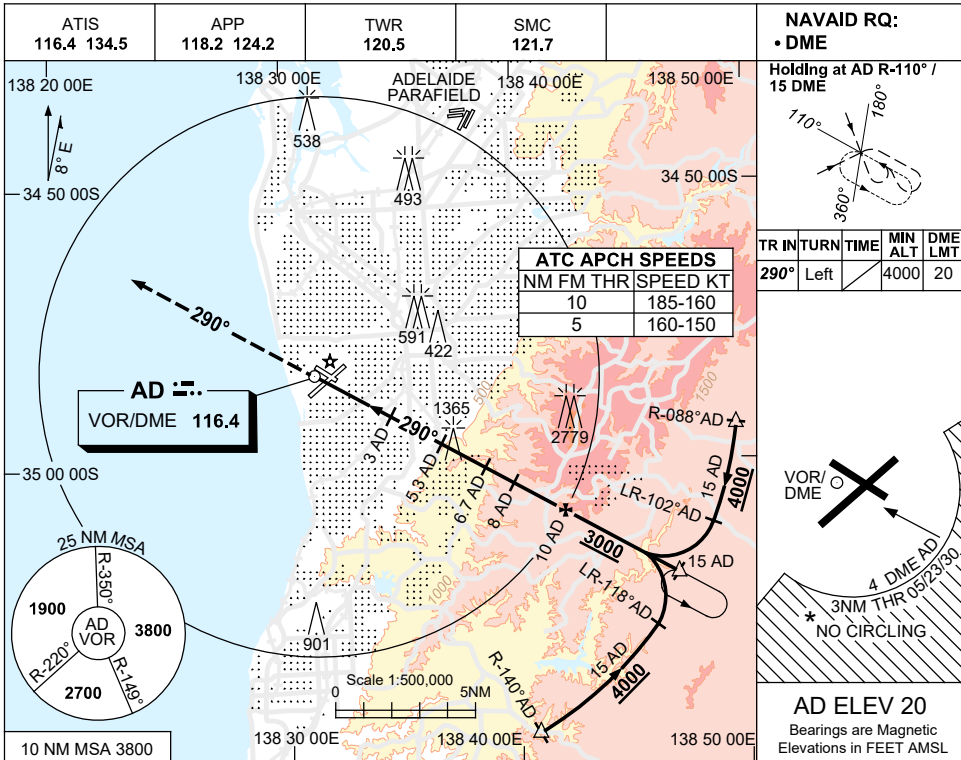 ATIS
116.4 134.5
APP
118.2 124.2
TWR
120.5
SMC
121.7
NAVAID RQ:
• DME
Holding at AD R-110° /
15 DME
110°
180°
360°
TR IN TURN TIME MIN ALT DME LMT
290° Left 4000 20
138 20 00E
138 30 00E
138 40 00E
138 50 00E
8° E
ADELAIDE
PARAFIELD
538
493
34 50 00S
34 50 00S
ATC APCH SPEEDS
NM FM THR SPEED KT
10 185-160
5 160-150
290°
591
422
500
1500
AD
VOR/DME 116.4
1365
2779
290°
R-088°AD
3 AD
5.3 AD
6.7 AD
8 AD
10 AD
15 AD
4000
LR-102°AD
35 00 00S
3000
15 AD
LR-118°AD
1000
15 AD
4000
R-140°AD
901
25 NM MSA
R-350°
1900
3800
AD
VOR
R-220°
R-149°
2700
10 NM MSA 3800
Scale 1:500,000
0 5NM
138 30 00E
138 40 00E
138 50 00E
VOR/
DME
4 DME AD
3NM THR 05/23/30
*
NO CIRCLING
AD ELEV 20
Bearings are Magnetic
Elevations in FEET AMSL